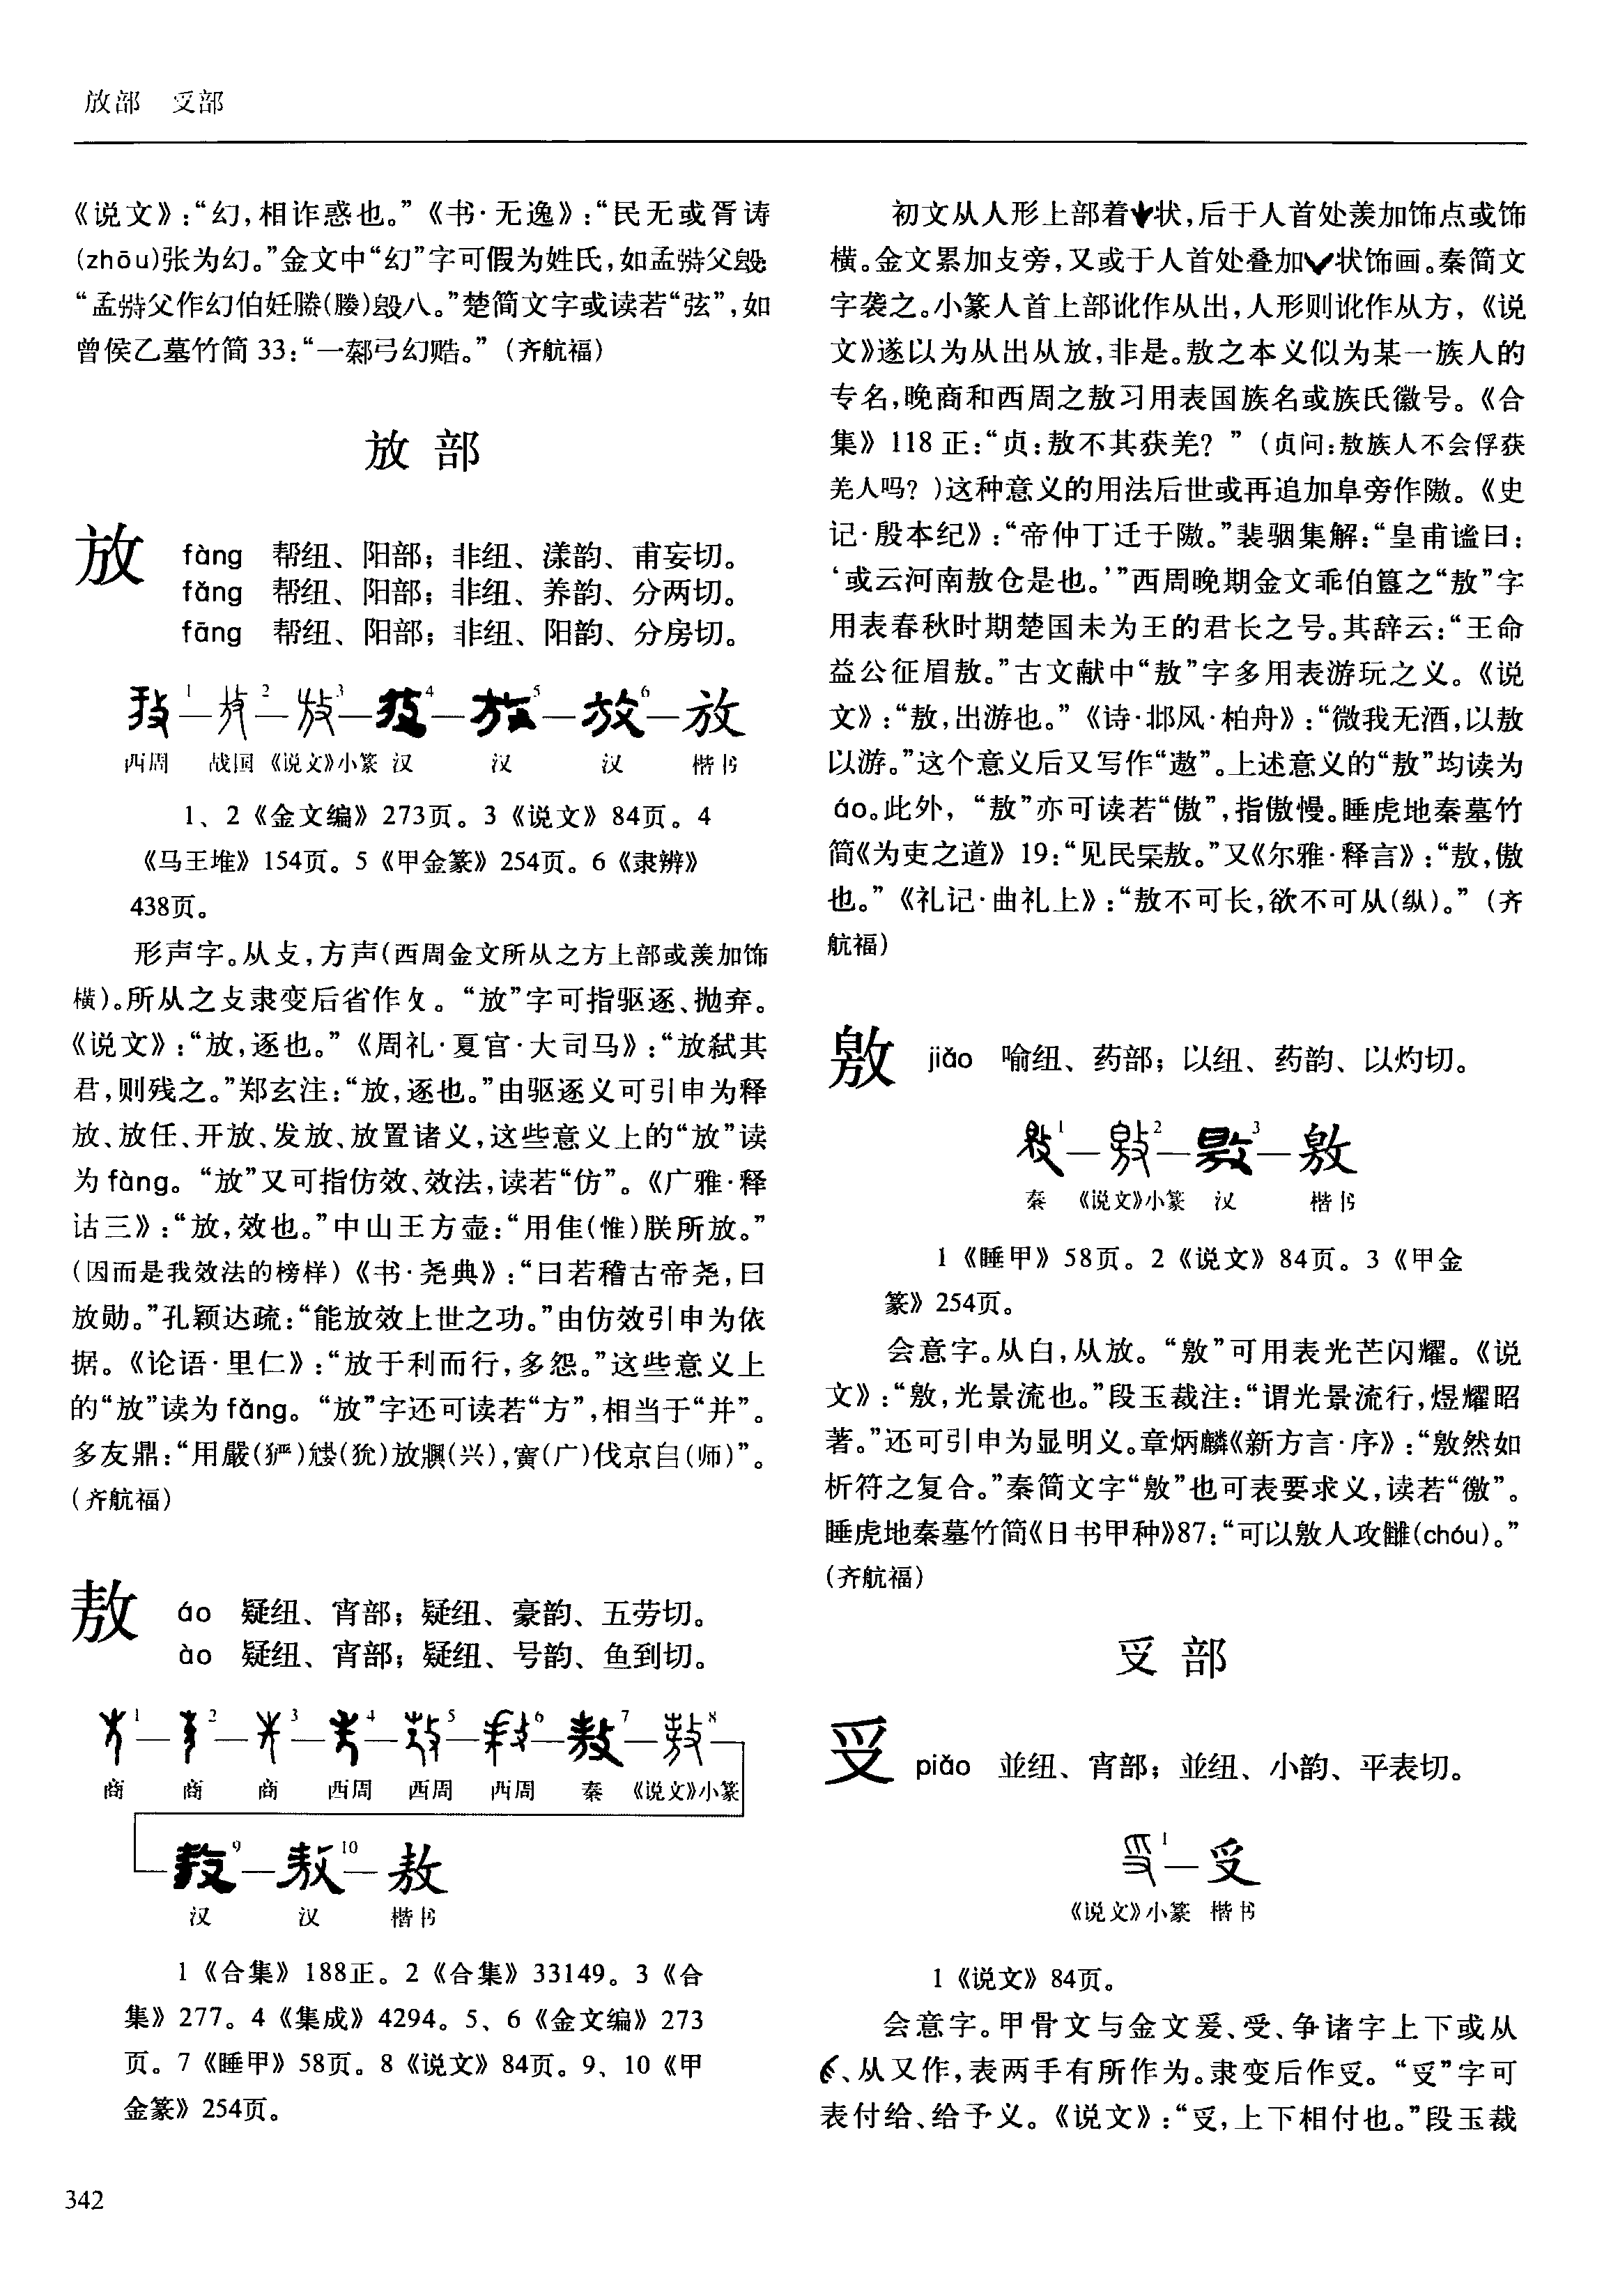 放部　𠬪部
《说文》:“幻,相诈惑也。”《书·无逸》:“民无或胥诪
(zhōu)张为幻。”金文中“幻”字可假为姓氏,如孟父
“孟父作幻伯妊媵(媵)八。”楚简文字或读若“弦”,如
曾侯乙墓竹简 33:“一弓幻。”(齐航福)
放 部
放
fàng 帮纽、阳部；非纽、漾韵、甫妄切。
fǎng 帮纽、阳部；非纽、养韵、分两切。
fāng 帮纽、阳部；非纽、阳韵、分房切。
1—2—3—4—5—6—放
西周 战国 《说文》小篆 汉 汉 汉 楷书
1、2《金文编》273页。3《说文》84页。4
《马王堆》154页。5《甲金篆》254页。6《隶辨》
438页。
形声字。从攴,方声(西周金文所从之方上部或羡加饰
横)。所从之攴隶变后省作攵。“放”字可指驱逐、抛弃。
《说文》:“放,逐也。”《周礼·夏官·大司马》:“放弑其
君,则残之。”郑玄注:“放,逐也。”由驱逐义可引申为释
放、放任、开放、发放、放置诸义,这些意义上的“放”读
为 fàng。“放”又可指仿效、效法,读若“仿”。《广雅·释
诂三》:“放,效也。”中山王方壶:“用隹(惟)朕所放。”
(因而是我效法的榜样)《书·尧典》:“曰若稽古帝尧,曰
放勋。”孔颖达疏:“能放效上世之功。”由仿效引申为依
据。《论语·里仁》:“放于利而行,多怨。”这些意义上
的“放”读为 fǎng。“放”字还可读若“方”,相当于“并”。
多友鼎:“用嚴(𤞤)(狁)放(兴),(广)伐京𠂤(师)”。
(齐航福)
敖
áo 疑纽、宵部；疑纽、豪韵、五劳切。
ào 疑纽、宵部；疑纽、号韵、鱼到切。
1—2—3—4—5—6—7—8
商 商 商 西周 西周 西周 秦 《说文》小篆
9—10—敖
汉 汉 楷书
1《合集》188正。2《合集》33149。3《合
集》277。4《集成》4294。5、6《金文编》273
页。7《睡甲》58页。8《说文》84页。9、10《甲
金篆》254页。
初文从人形上部着状,后于人首处羡加饰点或饰
横。金文累加攴旁,又或于人首处叠加状饰画。秦简文
字袭之。小篆人首上部讹作从出,人形则讹作从方,《说
文》遂以为从出从放,非是。敖之本义似为某一族人的
专名,晚商和西周之敖习用表国族名或族氏徽号。《合
集》118 正:“贞:敖不其获羌？”(贞问:敖族人不会俘获
羌人吗？)这种意义的用法后世或再追加阜旁作隞。《史
记·殷本纪》:“帝仲丁迁于隞。”裴骃集解:“皇甫谧曰:
‘或云河南敖仓是也。’”西周晚期金文乖伯簋之“敖”字
用表春秋时期楚国未为王的君长之号。其辞云:“王命
益公征眉敖。”古文献中“敖”字多用表游玩之义。《说
文》:“敖,出游也。”《诗·邶风·柏舟》:“微我无酒,以敖
以游。”这个意义后又写作“遨”。上述意义的“敖”均读为
áo。此外,“敖”亦可读若“傲”,指傲慢。睡虎地秦墓竹
简《为吏之道》19:“见民杲敖。”又《尔雅·释言》:“敖,傲
也。”《礼记·曲礼上》:“敖不可长,欲不可从(纵)。”(齐
航福)
敫
jiǎo 喻纽、药部；以纽、药韵、以灼切。
1—2—3—敫
秦 《说文》小篆 汉 楷书
1《睡甲》58页。2《说文》84页。3《甲金
篆》254页。
会意字。从白,从放。“敫”可用表光芒闪耀。《说
文》:“敫,光景流也。”段玉裁注:“谓光景流行,煜耀昭
著。”还可引申为显明义。章炳麟《新方言·序》:“敫然如
析符之复合。”秦简文字“敫”也可表要求义,读若“徼”。
睡虎地秦墓竹简《日书甲种》87:“可以敫人攻雠(chóu)。”
(齐航福)
𠬪 部
𠬪
piǎo 並纽、宵部；並纽、小韵、平表切。
1—𠬪
《说文》小篆 楷书
1《说文》84页。
会意字。甲骨文与金文爰、受、争诸字上下或从
、从又作,表两手有所作为。隶变后作𠬪。“𠬪”字可
表付给、给予义。《说文》:“𠬪,上下相付也。”段玉裁
342